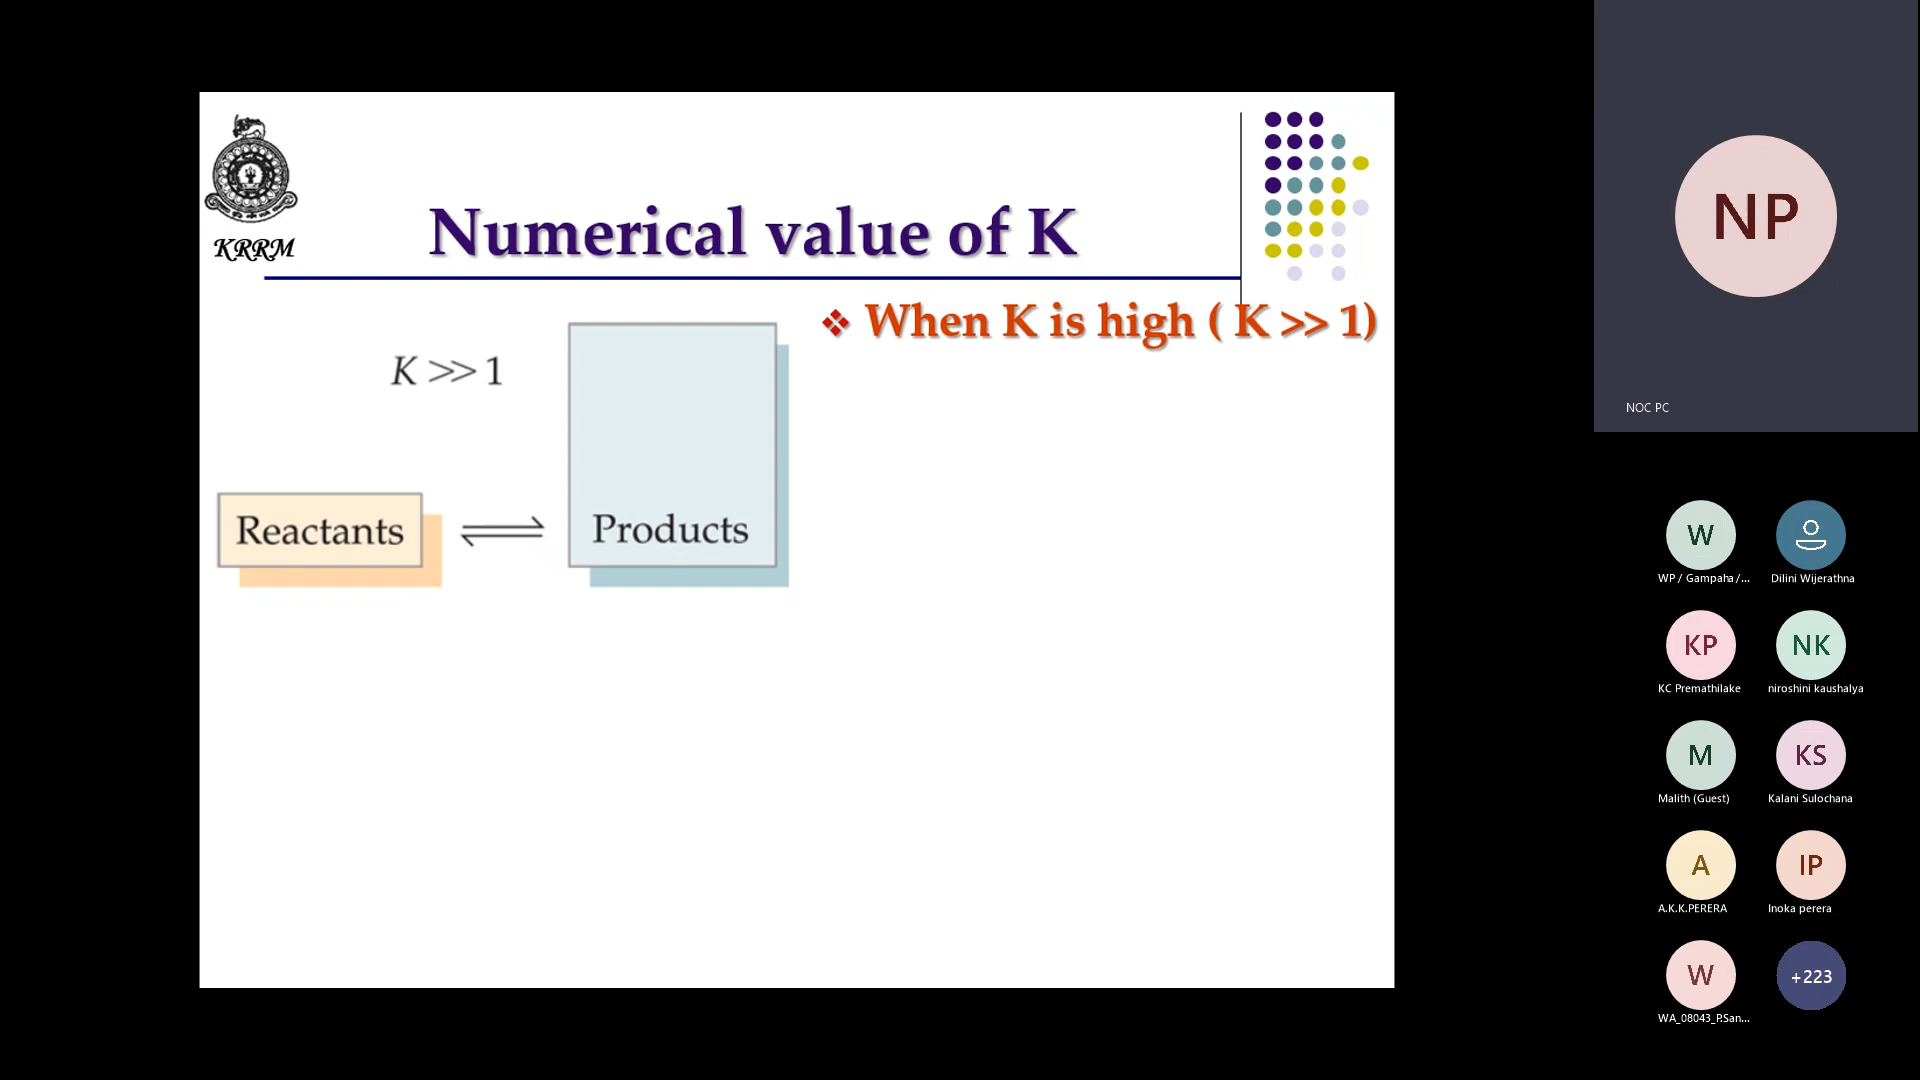 KRRM
Numerical value of K
❖ When K is high ( K >> 1)
K >> 1
Reactants
Products
NP
NOC PC
W
WP / Gampaha /...
Dilini Wijerathna
KP
KC Premathilake
NK
niroshini kaushalya
M
Malith (Guest)
KS
Kalani Sulochana
A
A.K.K.PERERA
IP
Inoka perera
W
WA_08043_P.San...
+223